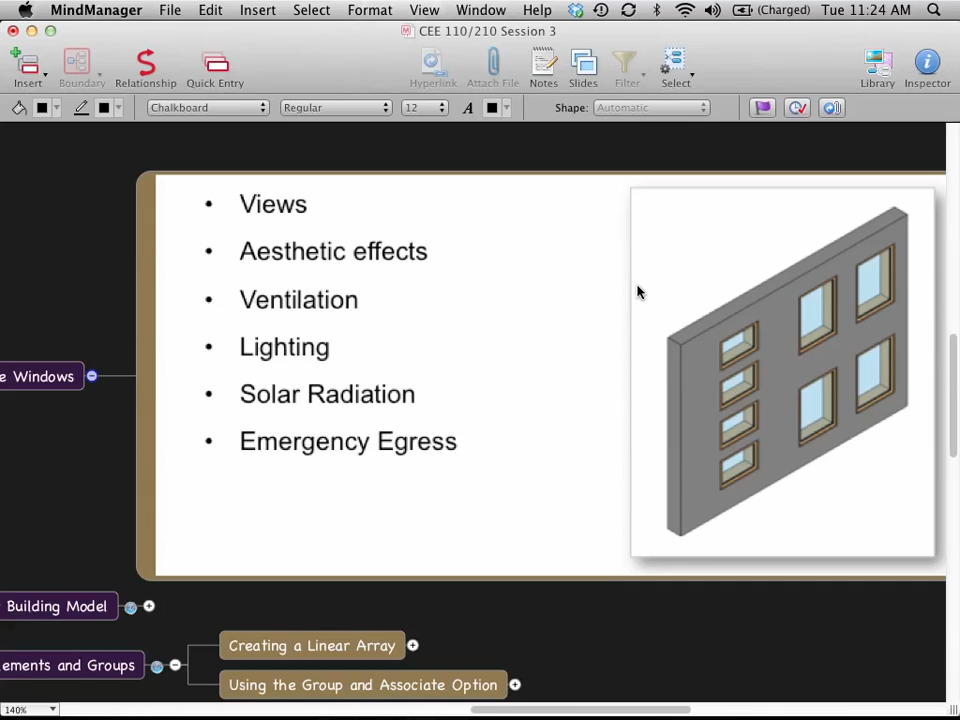 MindManager File Edit Insert Select Format View Window Help (Charged) Tue 11:24 AM
CEE 110/210 Session 3
Insert Boundary Relationship Quick Entry Hyperlink Attach File Notes Filter Slides Select Library Inspector
Chalkboard Regular 12 A Shape: Automatic
• Views
• Aesthetic effects
• Ventilation
• Lighting
• Solar Radiation
• Emergency Egress
e Windows
Building Model
Creating a Linear Array
lements and Groups
Using the Group and Associate Option
140%